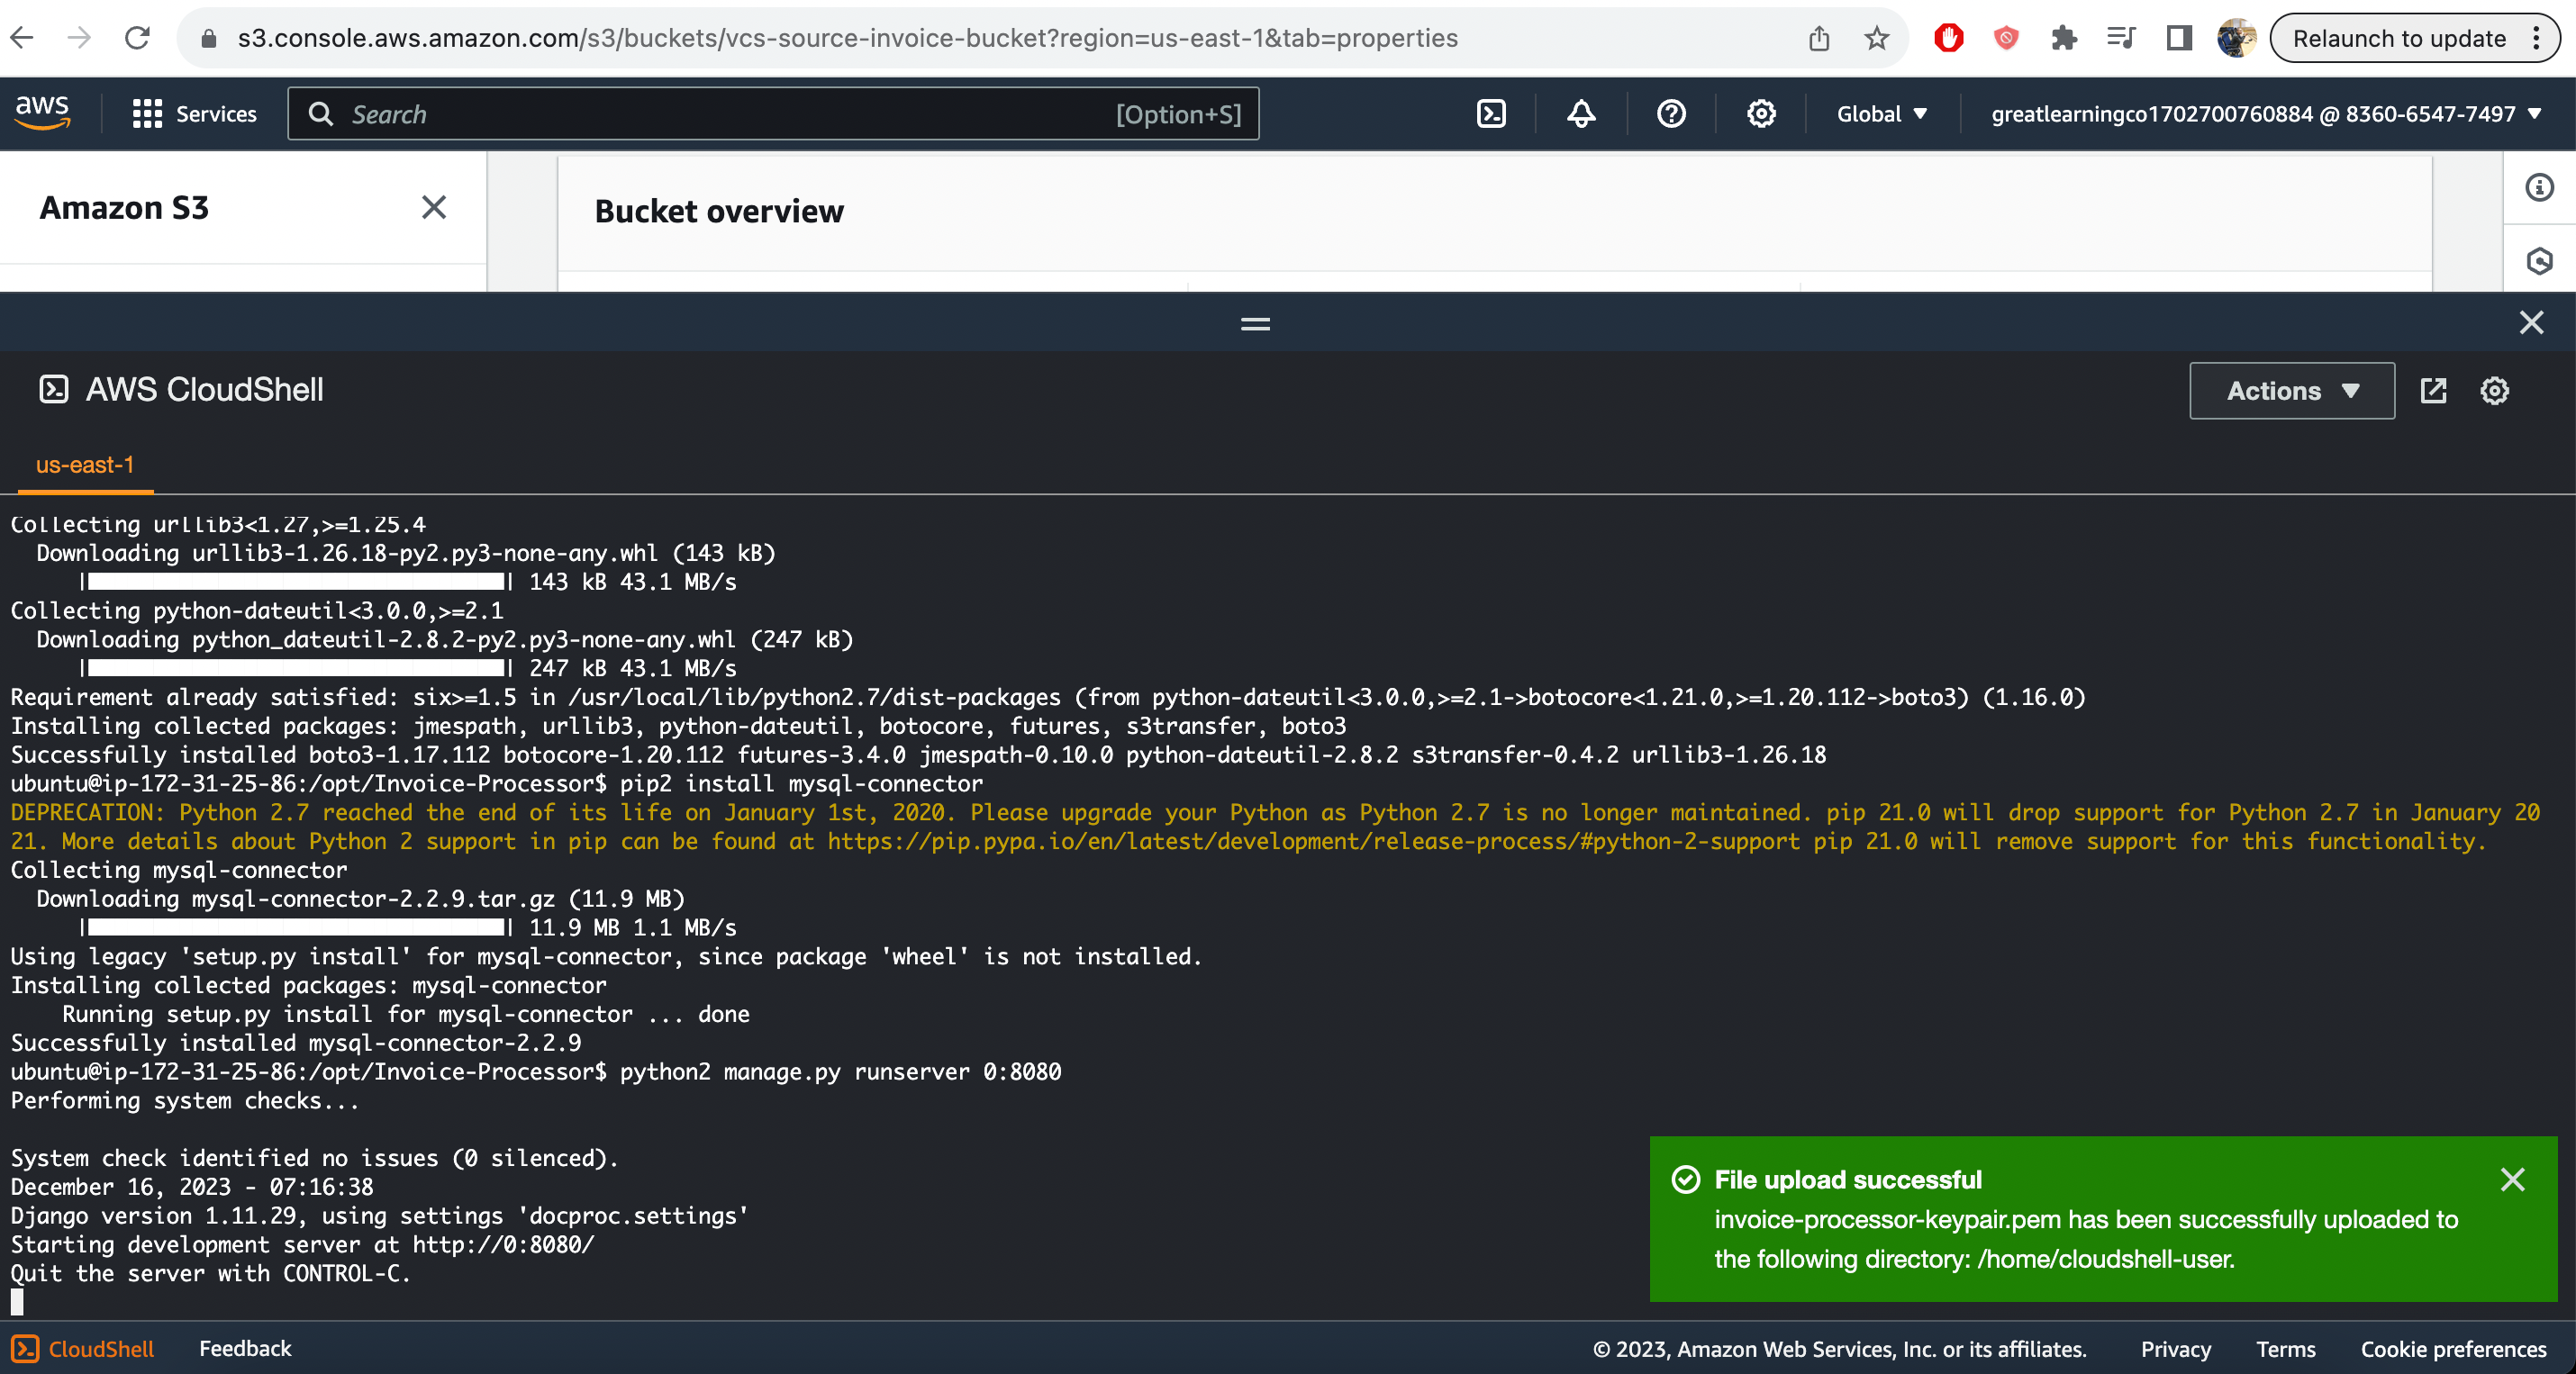 s3.console.aws.amazon.com/s3/buckets/vcs-source-invoice-bucket?region=us-east-1&tab=properties
Relaunch to update
aws
Services
Search
[Option+S]
Global
greatlearningco1702700760884 @ 8360-6547-7497
Amazon S3
Bucket overview
AWS CloudShell
Actions
us-east-1
Collecting urllib3<1.27,>=1.25.4
Downloading urllib3-1.26.18-py2.py3-none-any.whl (143 kB)
|████████████████████████████████| 143 kB 43.1 MB/s
Collecting python-dateutil<3.0.0,>=2.1
Downloading python_dateutil-2.8.2-py2.py3-none-any.whl (247 kB)
|████████████████████████████████| 247 kB 43.1 MB/s
Requirement already satisfied: six>=1.5 in /usr/local/lib/python2.7/dist-packages (from python-dateutil<3.0.0,>=2.1->botocore<1.21.0,>=1.20.112->boto3) (1.16.0)
Installing collected packages: jmespath, urllib3, python-dateutil, botocore, futures, s3transfer, boto3
Successfully installed boto3-1.17.112 botocore-1.20.112 futures-3.4.0 jmespath-0.10.0 python-dateutil-2.8.2 s3transfer-0.4.2 urllib3-1.26.18
ubuntu@ip-172-31-25-86:/opt/Invoice-Processor$ pip2 install mysql-connector
DEPRECATION: Python 2.7 reached the end of its life on January 1st, 2020. Please upgrade your Python as Python 2.7 is no longer maintained. pip 21.0 will drop support for Python 2.7 in January 20
21. More details about Python 2 support in pip can be found at https://pip.pypa.io/en/latest/development/release-process/#python-2-support pip 21.0 will remove support for this functionality.
Collecting mysql-connector
Downloading mysql-connector-2.2.9.tar.gz (11.9 MB)
|████████████████████████████████| 11.9 MB 1.1 MB/s
Using legacy 'setup.py install' for mysql-connector, since package 'wheel' is not installed.
Installing collected packages: mysql-connector
Running setup.py install for mysql-connector ... done
Successfully installed mysql-connector-2.2.9
ubuntu@ip-172-31-25-86:/opt/Invoice-Processor$ python2 manage.py runserver 0:8080
Performing system checks...
System check identified no issues (0 silenced).
December 16, 2023 - 07:16:38
Django version 1.11.29, using settings 'docproc.settings'
Starting development server at http://0:8080/
Quit the server with CONTROL-C.
File upload successful
invoice-processor-keypair.pem has been successfully uploaded to
the following directory: /home/cloudshell-user.
CloudShell
Feedback
© 2023, Amazon Web Services, Inc. or its affiliates.
Privacy
Terms
Cookie preferences